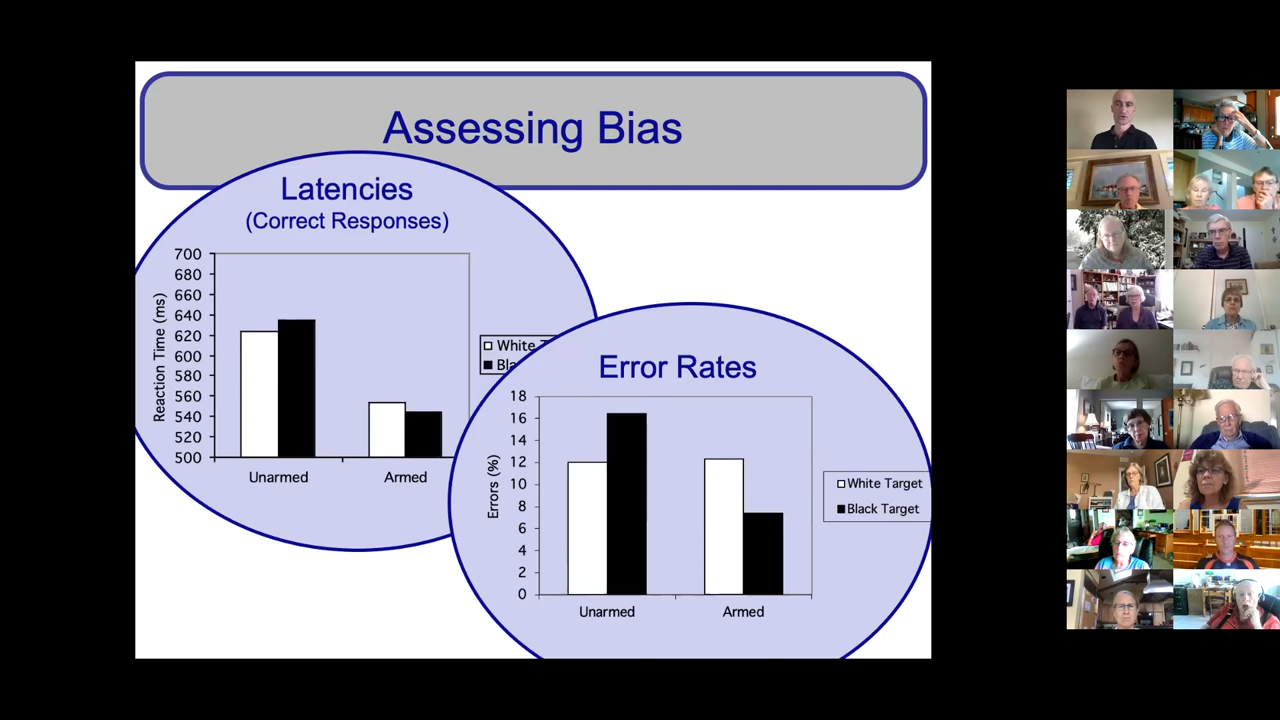 Assessing Bias
Latencies
(Correct Responses)
700
680
660
640
620
600
580
560
540
520
500
Reaction Time (ms)
Unarmed
Armed
White
Error Rates
18
16
14
12
10
8
6
4
2
0
Errors (%)
Unarmed
Armed
White Target
Black Target